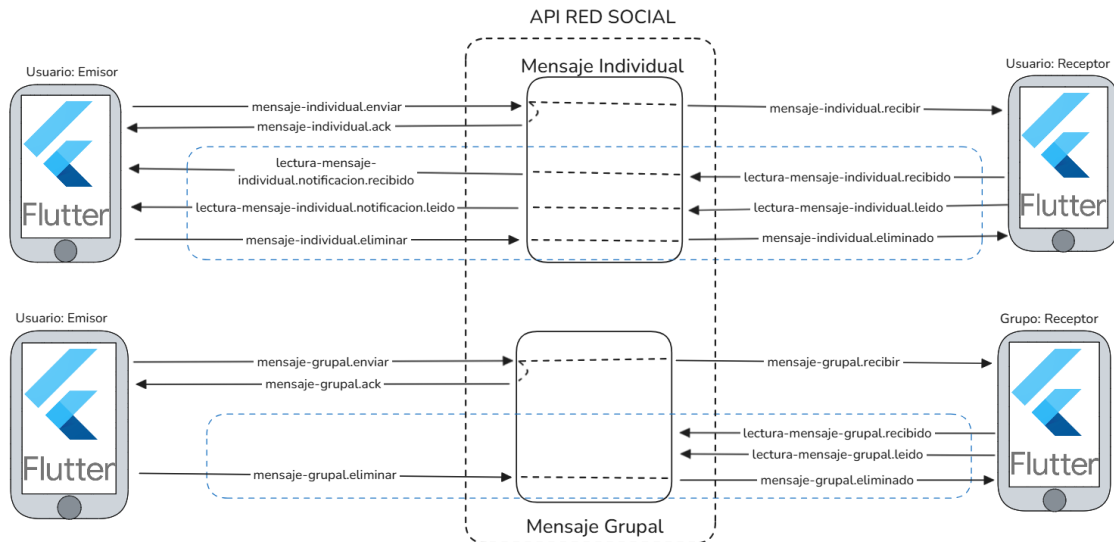 API RED SOCIAL
Usuario: Emisor
Mensaje Individual
Usuario: Receptor
mensaje-individual.enviar
mensaje-individual.recibir
mensaje-individual.ack
lectura-mensaje-
individual.notificacion.recibido
lectura-mensaje-individual.recibido
lectura-mensaje-individual.notificacion.leido
lectura-mensaje-individual.leido
mensaje-individual.eliminar
mensaje-individual.eliminado
Flutter
Flutter
Usuario: Emisor
Grupo: Receptor
mensaje-grupal.enviar
mensaje-grupal.recibir
mensaje-grupal.ack
lectura-mensaje-grupal.recibido
lectura-mensaje-grupal.leido
mensaje-grupal.eliminar
mensaje-grupal.eliminado
Flutter
Flutter
Mensaje Grupal